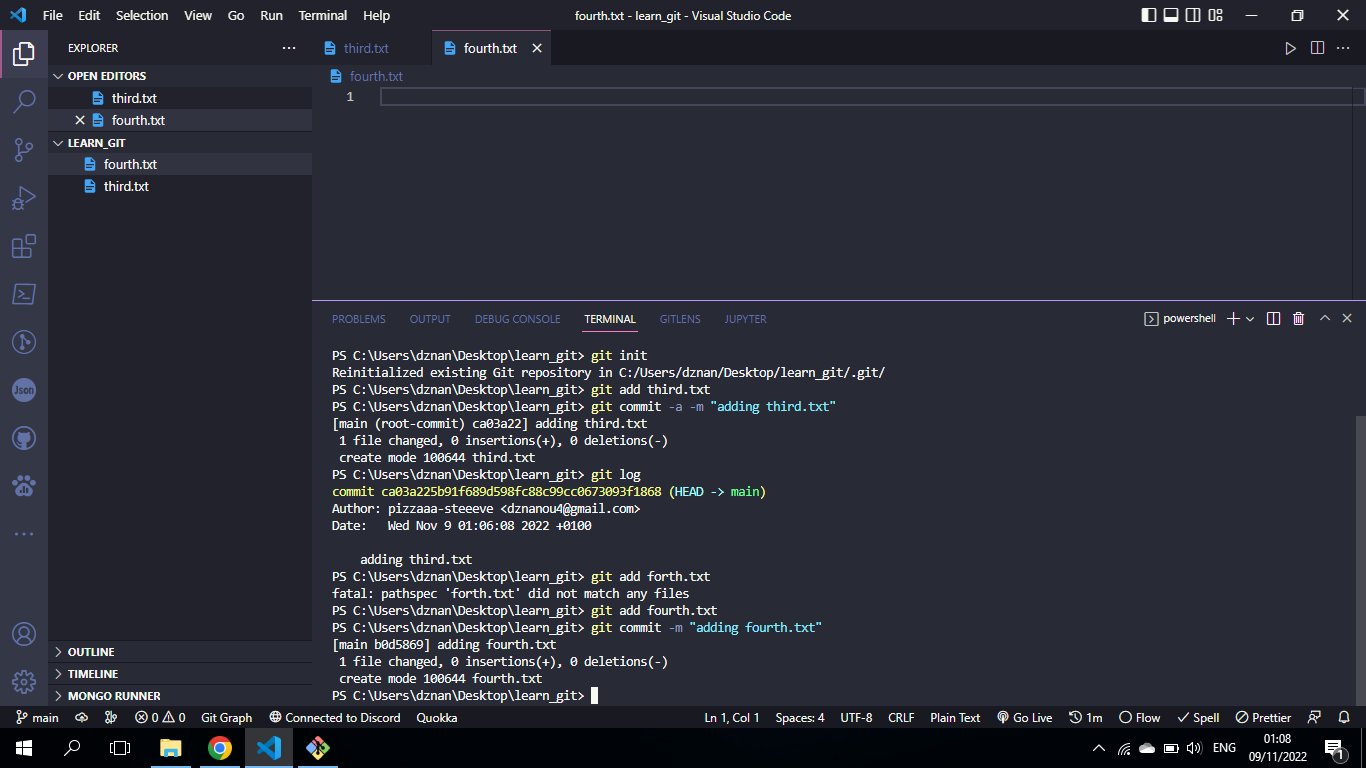 File Edit Selection View Go Run Terminal Help fourth.txt - learn_git - Visual Studio Code
EXPLORER
third.txt fourth.txt
OPEN EDITORS
third.txt
fourth.txt
LEARN_GIT
fourth.txt
third.txt
OUTLINE
TIMELINE
MONGO RUNNER
Json
du
fourth.txt
1
PROBLEMS OUTPUT DEBUG CONSOLE TERMINAL GITLENS JUPYTER powershell
PS C:\Users\dznan\Desktop\learn_git> git init
Reinitialized existing Git repository in C:/Users/dznan/Desktop/learn_git/.git/
PS C:\Users\dznan\Desktop\learn_git> git add third.txt
PS C:\Users\dznan\Desktop\learn_git> git commit -a -m "adding third.txt"
[main (root-commit) ca03a22] adding third.txt
1 file changed, 0 insertions(+), 0 deletions(-)
create mode 100644 third.txt
PS C:\Users\dznan\Desktop\learn_git> git log
commit ca03a225b91f689d598fc88c99cc0673093f1868 (HEAD -> main)
Author: pizzaaa-steeeve <dznanou4@gmail.com>
Date: Wed Nov 9 01:06:08 2022 +0100
adding third.txt
PS C:\Users\dznan\Desktop\learn_git> git add forth.txt
fatal: pathspec 'forth.txt' did not match any files
PS C:\Users\dznan\Desktop\learn_git> git add fourth.txt
PS C:\Users\dznan\Desktop\learn_git> git commit -m "adding fourth.txt"
[main b0d5869] adding fourth.txt
1 file changed, 0 insertions(+), 0 deletions(-)
create mode 100644 fourth.txt
PS C:\Users\dznan\Desktop\learn_git>
main 0 0 Git Graph Connected to Discord Quokka Ln 1, Col 1 Spaces: 4 UTF-8 CRLF Plain Text Go Live 1m Flow Spell Prettier
ENG 01:08
09/11/2022 1